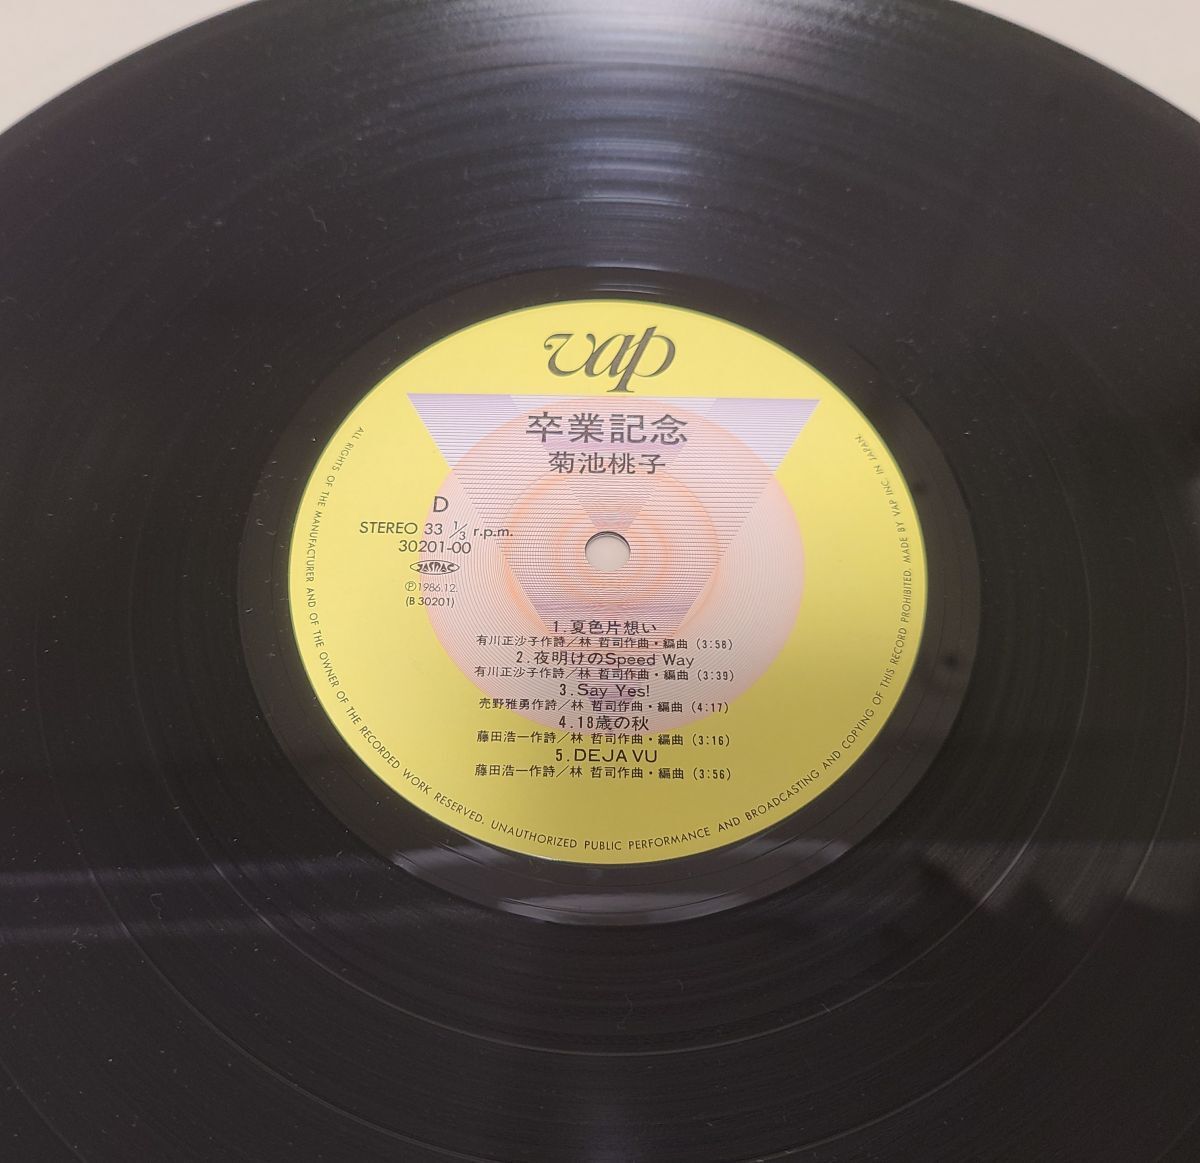 vap
卒業記念
菊池桃子
D
STEREO 33 1/3 r.p.m.
30201-00
JASRAC
Ⓟ1986.12.
(B 30201)
1.夏色片想い
有川正沙子作詩/林 哲司作曲・編曲 (3:58)
2.夜明けのSpeed Way
有川正沙子作詩/林 哲司作曲・編曲 (3:39)
3.Say Yes!
売野雅勇作詩/林 哲司作曲・編曲 (4:17)
4.18歳の秋
藤田浩一作詩/林 哲司作曲・編曲 (3:16)
5.DEJA VU
藤田浩一作詩/林 哲司作曲・編曲 (3:56)
ALL RIGHTS OF THE MANUFACTURER AND OF THE OWNER OF THE RECORDED WORK RESERVED. UNAUTHORIZED PUBLIC PERFORMANCE AND BROADCASTING AND COPYING OF THIS RECORD PROHIBITED. MADE BY VAP INC IN JAPAN.